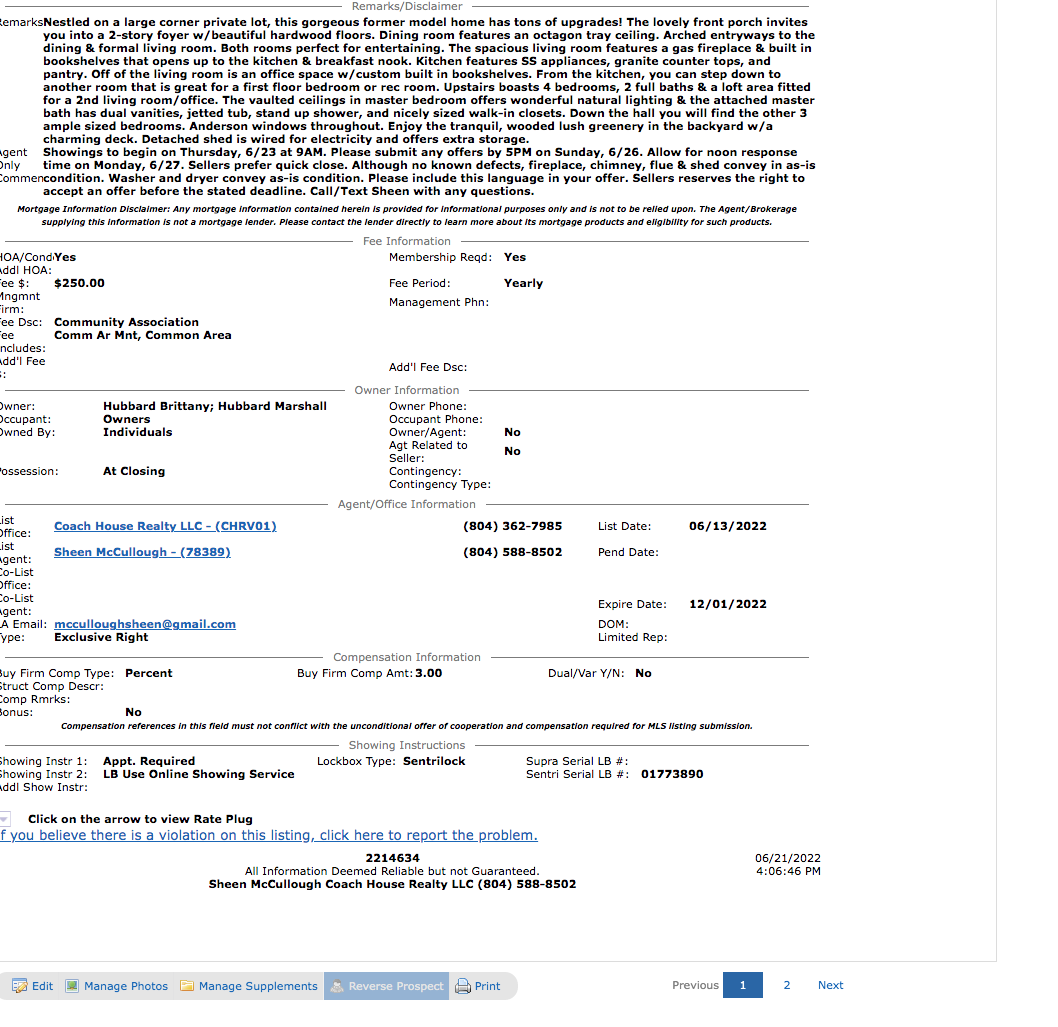 Remarks/Disclaimer
emarks Nestled on a large corner private lot, this gorgeous former model home has tons of upgrades! The lovely front porch invites
you into a 2-story foyer w/beautiful hardwood floors. Dining room features an octagon tray ceiling. Arched entryways to the
dining & formal living room. Both rooms perfect for entertaining. The spacious living room features a gas fireplace & built in
bookshelves that opens up to the kitchen & breakfast nook. Kitchen features SS appliances, granite counter tops, and
pantry. Off of the living room is an office space w/custom built in bookshelves. From the kitchen, you can step down to
another room that is great for a first floor bedroom or rec room. Upstairs boasts 4 bedrooms, 2 full baths & a loft area fitted
for a 2nd living room/office. The vaulted ceilings in master bedroom offers wonderful natural lighting & the attached master
bath has dual vanities, jetted tub, stand up shower, and nicely sized walk-in closets. Down the hall you will find the other 3
ample sized bedrooms. Anderson windows throughout. Enjoy the tranquil, wooded lush greenery in the backyard w/a
charming deck. Detached shed is wired for electricity and offers extra storage.
Agent Showings to begin on Thursday, 6/23 at 9AM. Please submit any offers by 5PM on Sunday, 6/26. Allow for noon response
Only time on Monday, 6/27. Sellers prefer quick close. Although no known defects, fireplace, chimney, flue & shed convey in as-is
Commen condition. Washer and dryer convey as-is condition. Please include this language in your offer. Sellers reserves the right to
accept an offer before the stated deadline. Call/Text Sheen with any questions.
Mortgage Information Disclaimer: Any mortgage information contained herein is provided for informational purposes only and is not to be relied upon. The Agent/Brokerage
supplying this information is not a mortgage lender. Please contact the lender directly to learn more about its mortgage products and eligibility for such products.
Fee Information
HOA/Cond Yes Membership Reqd: Yes
Addl HOA:
Fee $: $250.00 Fee Period: Yearly
Mngmnt
Firm: Management Phn:
Fee Dsc: Community Association
Fee Comm Ar Mnt, Common Area
ncludes:
Add'l Fee
$: Add'l Fee Dsc:
Owner Information
Owner: Hubbard Brittany; Hubbard Marshall Owner Phone:
Occupant: Owners Occupant Phone:
Owned By: Individuals Owner/Agent: No
Agt Related to
Seller: No
Possession: At Closing Contingency:
Contingency Type:
Agent/Office Information
List
Office: Coach House Realty LLC - (CHRV01) (804) 362-7985 List Date: 06/13/2022
List
Agent: Sheen McCullough - (78389) (804) 588-8502 Pend Date:
Co-List
Office:
Co-List
Agent: Expire Date: 12/01/2022
LA Email: mcculloughsheen@gmail.com DOM:
Type: Exclusive Right Limited Rep:
Compensation Information
Buy Firm Comp Type: Percent Buy Firm Comp Amt: 3.00 Dual/Var Y/N: No
Struct Comp Descr:
Comp Rmrks:
Bonus: No
Compensation references in this field must not conflict with the unconditional offer of cooperation and compensation required for MLS listing submission.
Showing Instructions
Showing Instr 1: Appt. Required Lockbox Type: Sentrilock Supra Serial LB #:
Showing Instr 2: LB Use Online Showing Service Sentri Serial LB #: 01773890
Addl Show Instr:
Click on the arrow to view Rate Plug
f you believe there is a violation on this listing, click here to report the problem.
2214634 06/21/2022
All Information Deemed Reliable but not Guaranteed. 4:06:46 PM
Sheen McCullough Coach House Realty LLC (804) 588-8502
Edit Manage Photos Manage Supplements Reverse Prospect Print Previous 1 2 Next